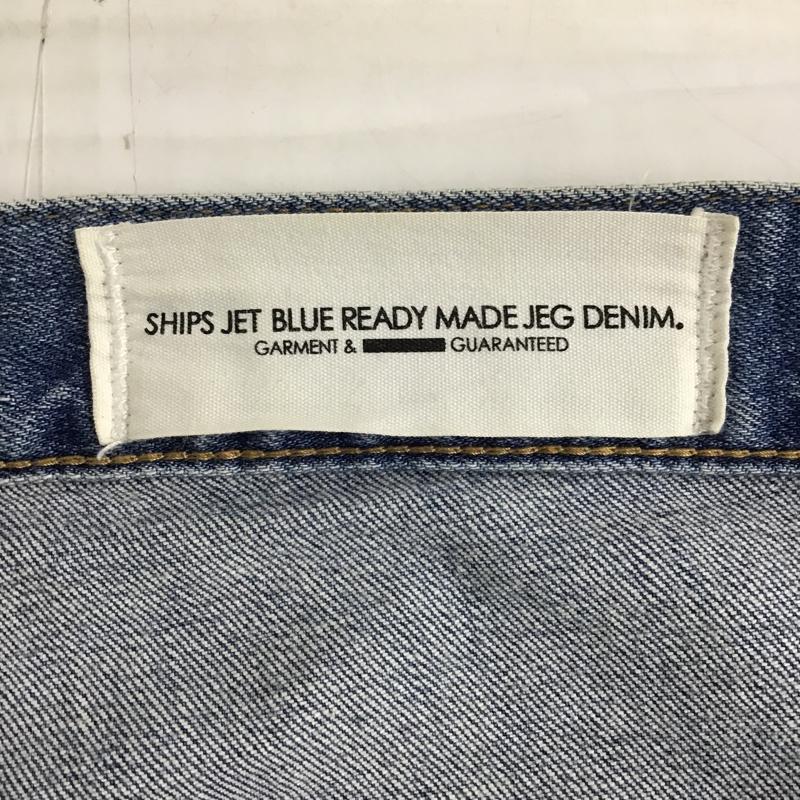 SHIPS JET BLUE READY MADE JEG DENIM.
GARMENT & GUARANTEED